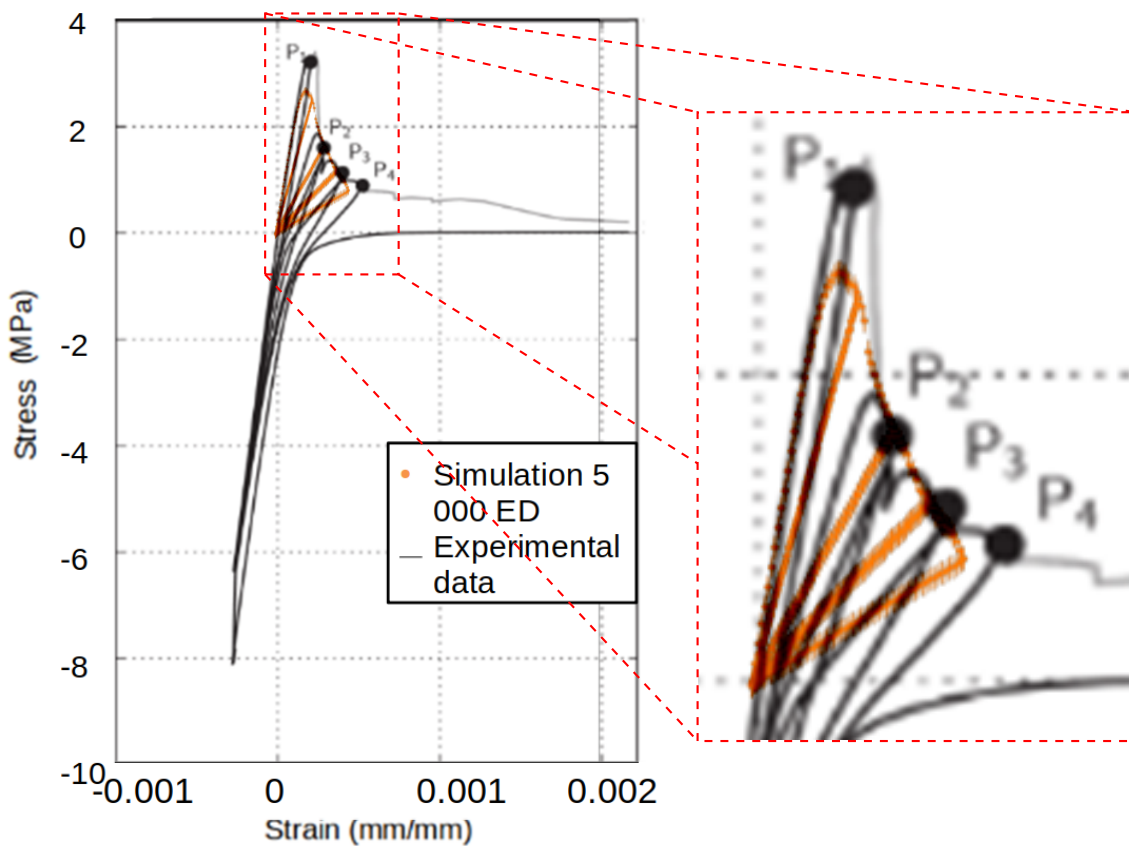 4
2
0
-2
-4
-6
-8
-10
Stress (MPa)
-0.001
0
0.001
0.002
Strain (mm/mm)
P1
P2
P3
P4
Simulation 5
000 ED
Experimental
data
P1
P2
P3
P4